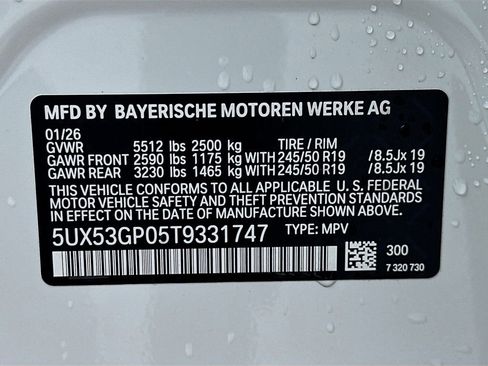 MFD BY BAYERISCHE MOTOREN WERKE AG
01/26
GVWR 5512 lbs 2500 kg TIRE / RIM
GAWR FRONT 2590 lbs 1175 kg WITH 245/50 R19 /8.5Jx 19
GAWR REAR 3230 lbs 1465 kg WITH 245/50 R19 /8.5Jx 19
THIS VEHICLE CONFORMS TO ALL APPLICABLE U. S. FEDERAL
MOTOR VEHICLE SAFETY AND THEFT PREVENTION STANDARDS
IN EFFECT ON THE DATE OF MANUFACTURE SHOWN ABOVE.
5UX53GP05T9331747 TYPE: MPV
300
7 320 730